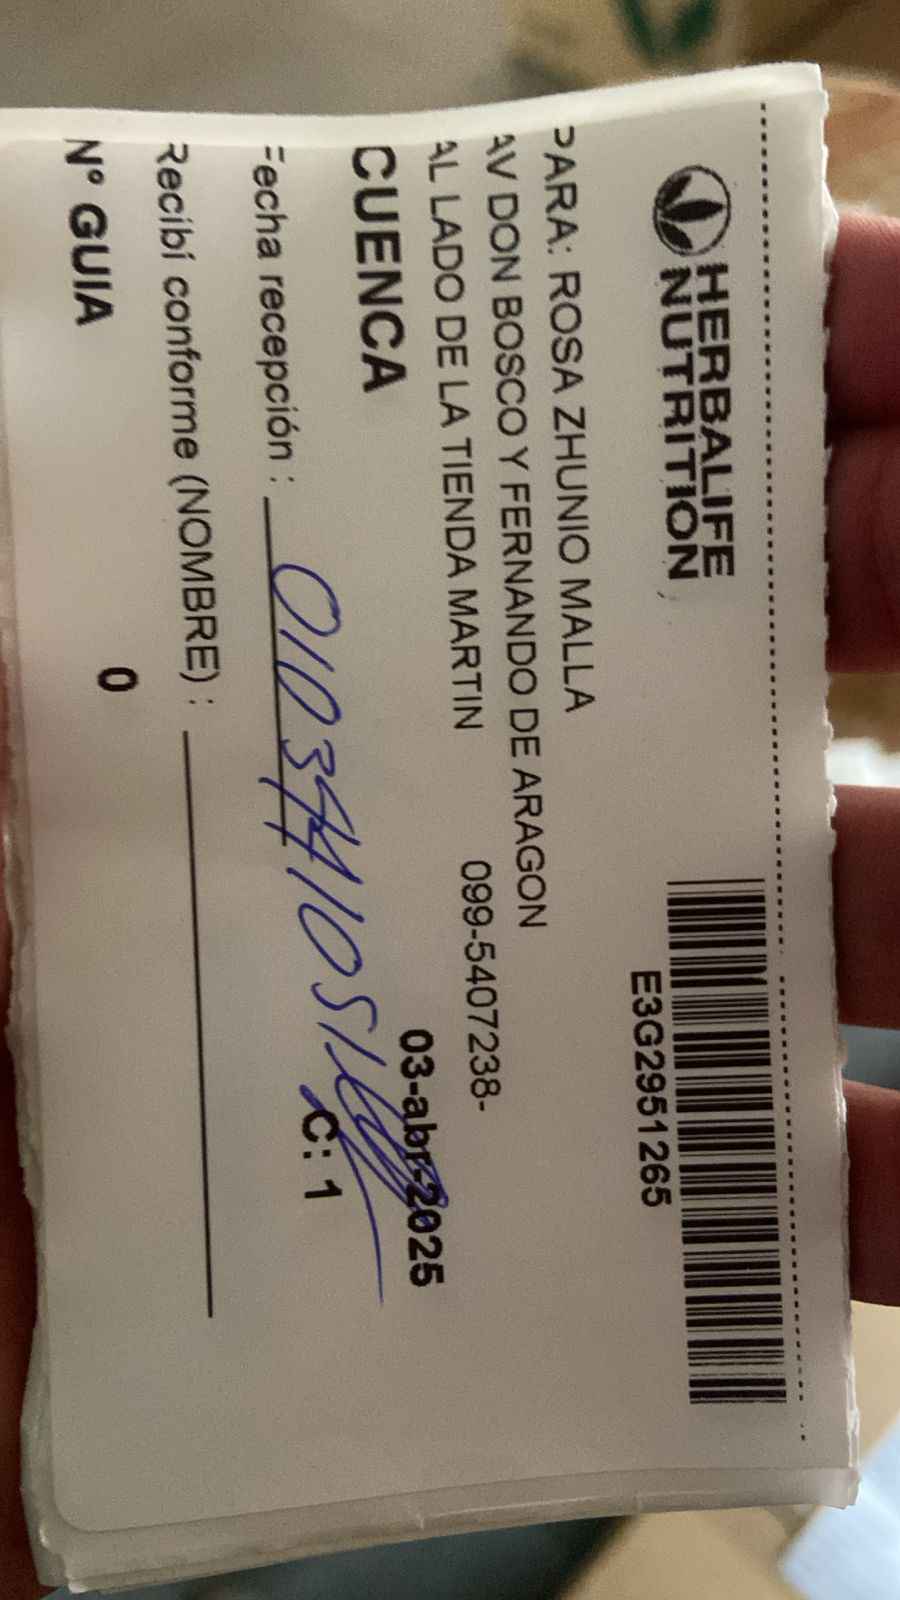 HERBALIFE
NUTRITION
E3G2951265
PARA: ROSA ZHUNIO MALLA
AV DON BOSCO Y FERNANDO DE ARAGON
AL LADO DE LA TIENDA MARTIN 099-5407238-
CUENCA 03-abr-2025
Fecha recepción : 0103441051
C: 1
Recibí conforme (NOMBRE) :
N° GUIA 0